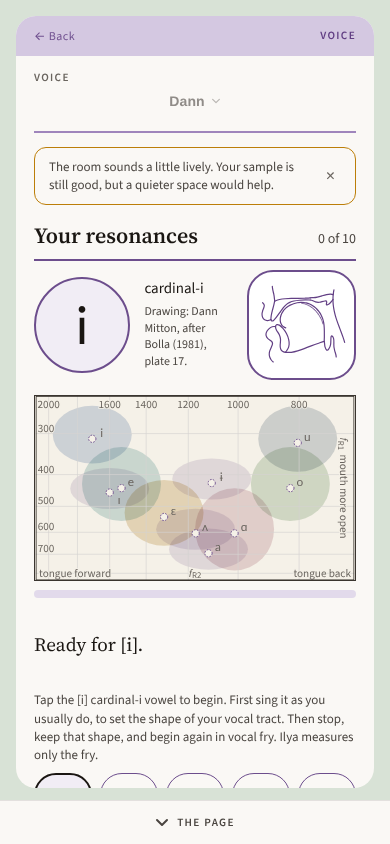 ← Back
VOICE
VOICE
Dann
The room sounds a little lively. Your sample is
still good, but a quieter space would help.
×
Your resonances
0 of 10
i
cardinal-i
Drawing: Dann
Mitton, after
Bolla (1981),
plate 17.
2000 1600 1400 1200 1000 800
300
400
500
600
700
i
u
e
ɪ
ɨ
o
ɛ
ʌ
ɑ
a
fR1 mouth more open
tongue forward
fR2
tongue back
Ready for [i].
Tap the [i] cardinal-i vowel to begin. First sing it as you
usually do, to set the shape of your vocal tract. Then stop,
keep that shape, and begin again in vocal fry. Ilya measures
only the fry.
THE PAGE